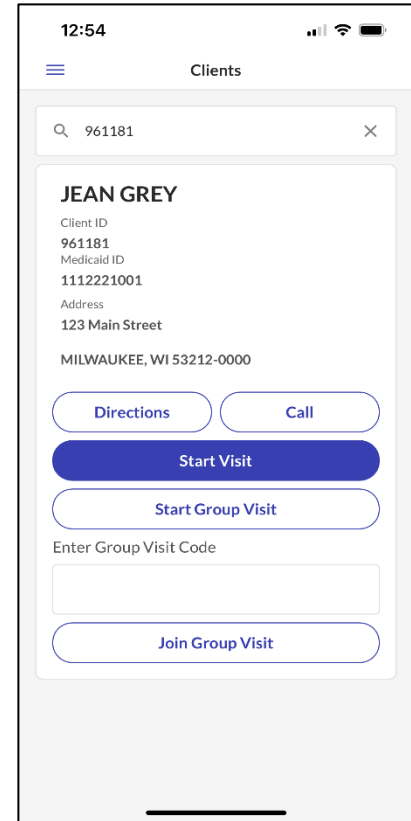 12:54
Clients
961181
JEAN GREY
Client ID
961181
Medicaid ID
1112221001
Address
123 Main Street
MILWAUKEE, WI 53212-0000
Directions
Call
Start Visit
Start Group Visit
Enter Group Visit Code
Join Group Visit